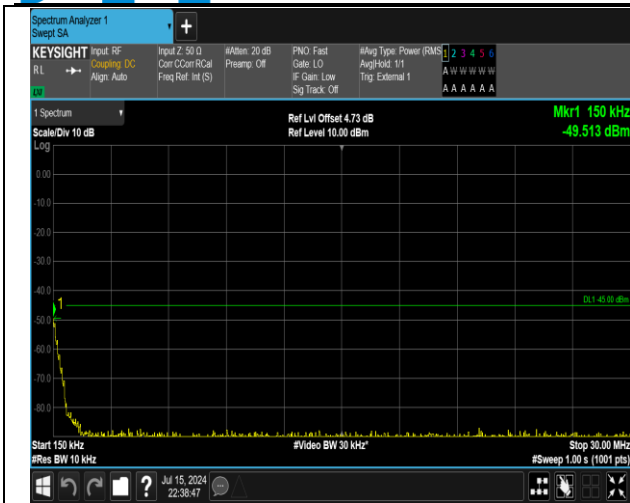 Spectrum Analyzer 1
Swept SA
+
KEYSIGHT
RL
Input: RF
Coupling: DC
Align: Auto
Input Z: 50 Ω
Corr CCorr RCal
Freq Ref: Int (S)
#Atten: 20 dB
Preamp: Off
PNO: Fast
Gate: LO
IF Gain: Low
Sig Track: Off
#Avg Type: Power (RMS
Avg|Hold: 1/1
Trig: External 1
1 2 3 4 5 6
A W W W W W
A A A A A A
1 Spectrum
Scale/Div 10 dB
Log
Ref Lvl Offset 4.73 dB
Ref Level 10.00 dBm
Mkr1 150 kHz
-49.513 dBm
0.00
-10.0
-20.0
-30.0
-40.0
-50.0
-60.0
-70.0
-80.0
1
DL1 -45.00 dBm
Start 150 kHz
#Res BW 10 kHz
#Video BW 30 kHz*
Stop 30.00 MHz
#Sweep 1.00 s (1001 pts)
?
Jul 15, 2024
22:38:47